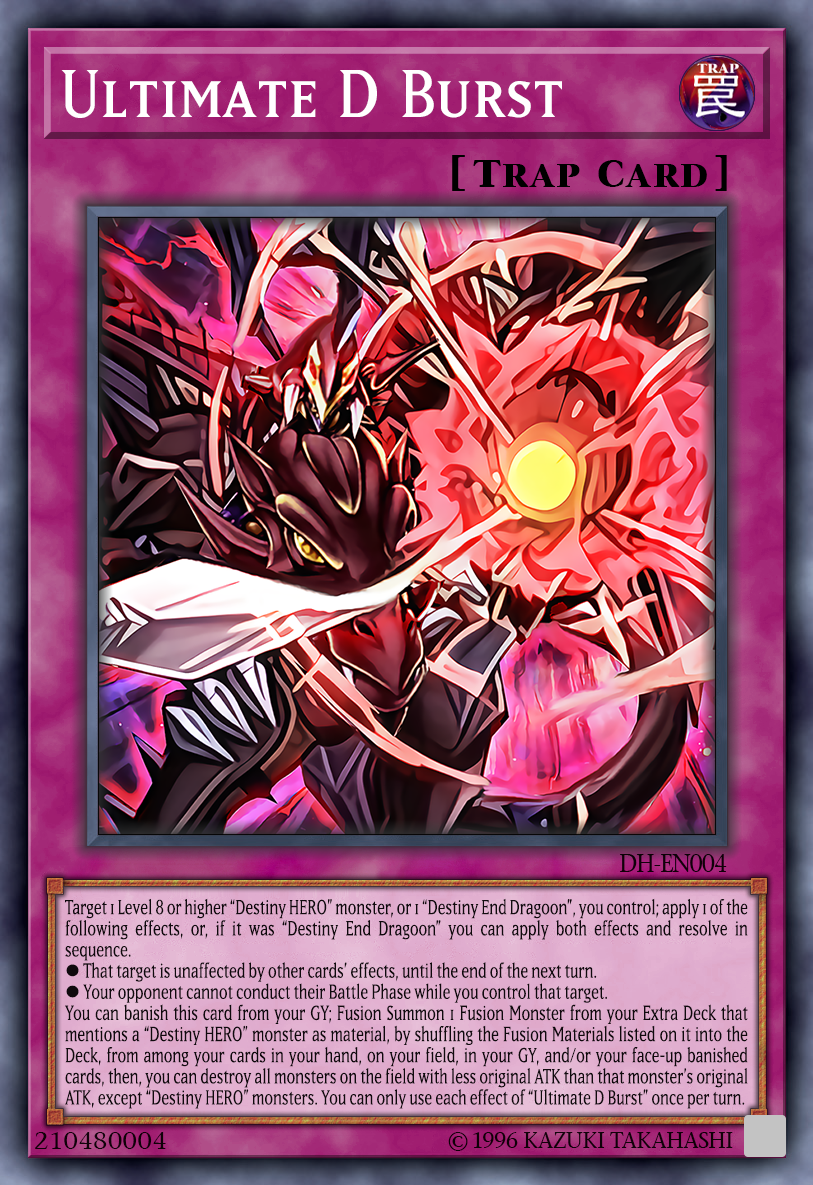 ULTIMATE D BURST
TRAP
罠
[TRAP CARD]
DH-EN004
Target 1 Level 8 or higher “Destiny HERO” monster, or 1 “Destiny End Dragoon”, you control; apply 1 of the
following effects, or, if it was “Destiny End Dragoon” you can apply both effects and resolve in
sequence.
● That target is unaffected by other cards’ effects, until the end of the next turn.
● Your opponent cannot conduct their Battle Phase while you control that target.
You can banish this card from your GY; Fusion Summon 1 Fusion Monster from your Extra Deck that
mentions a “Destiny HERO” monster as material, by shuffling the Fusion Materials listed on it into the
Deck, from among your cards in your hand, on your field, in your GY, and/or your face-up banished
cards, then, you can destroy all monsters on the field with less original ATK than that monster’s original
ATK, except “Destiny HERO” monsters. You can only use each effect of “Ultimate D Burst” once per turn.
210480004
© 1996 KAZUKI TAKAHASHI